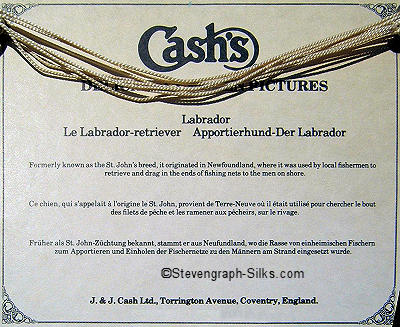 Cash's
PICTURES
Labrador
Le Labrador-retriever Apportierhund-Der Labrador
Formerly known as the St. John's breed, it originated in Newfoundland, where it was used by local fishermen to
retrieve and drag in the ends of fishing nets to the men on shore.
Ce chien, qui s'appelait à l'origine le St. John, provient de Terre-Neuve où il était utilisé pour chercher le bout
des filets de pêche et les ramener aux pêcheirs, sur le rivage.
Früher als St. John-Züchtung bekannt, stammt er aus Neufundland, wo die Rasse von einheimischen Fischern
zum Apportieren und Einholen der Fischernetze zu den Männern am Strand eingesetzt wurde.
©Stevengraph-Silks.com
J. & J. Cash Ltd., Torrington Avenue, Coventry, England.